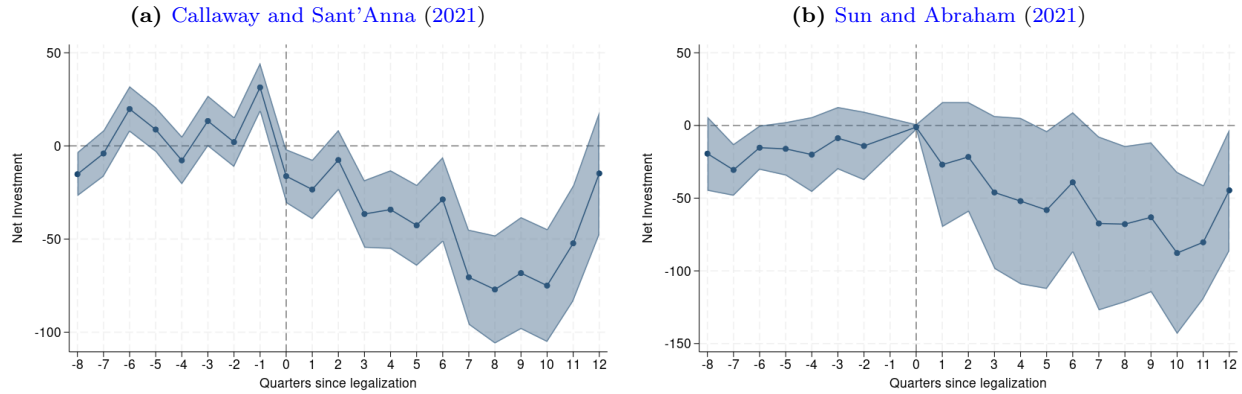 (a) Callaway and Sant'Anna (2021)
50
0
-50
-100
Net Investment
-8 -7 -6 -5 -4 -3 -2 -1 0 1 2 3 4 5 6 7 8 9 10 11 12
Quarters since legalization
(b) Sun and Abraham (2021)
50
0
-50
-100
-150
Net Investment
-8 -7 -6 -5 -4 -3 -2 -1 0 1 2 3 4 5 6 7 8 9 10 11 12
Quarters since legalization